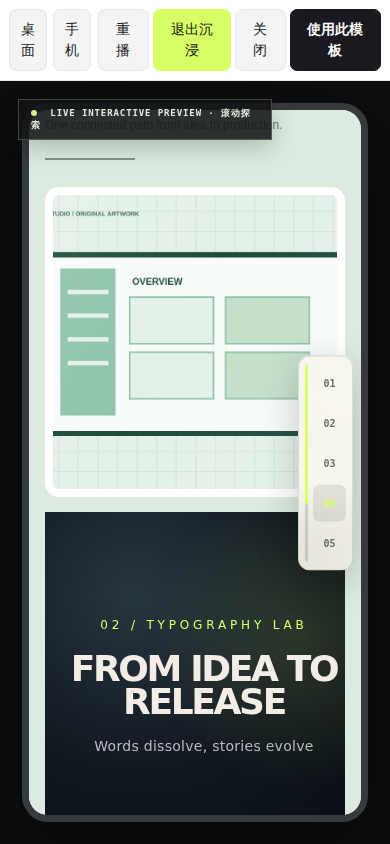 桌面
手机
重播
退出沉浸
关闭
使用此模板
LIVE INTERACTIVE PREVIEW · 滚动探索
One connected path from idea to production.
TUDIO / ORIGINAL ARTWORK
OVERVIEW
01
02
03
04
05
02 / TYPOGRAPHY LAB
FROM IDEA TO
RELEASE
Words dissolve, stories evolve